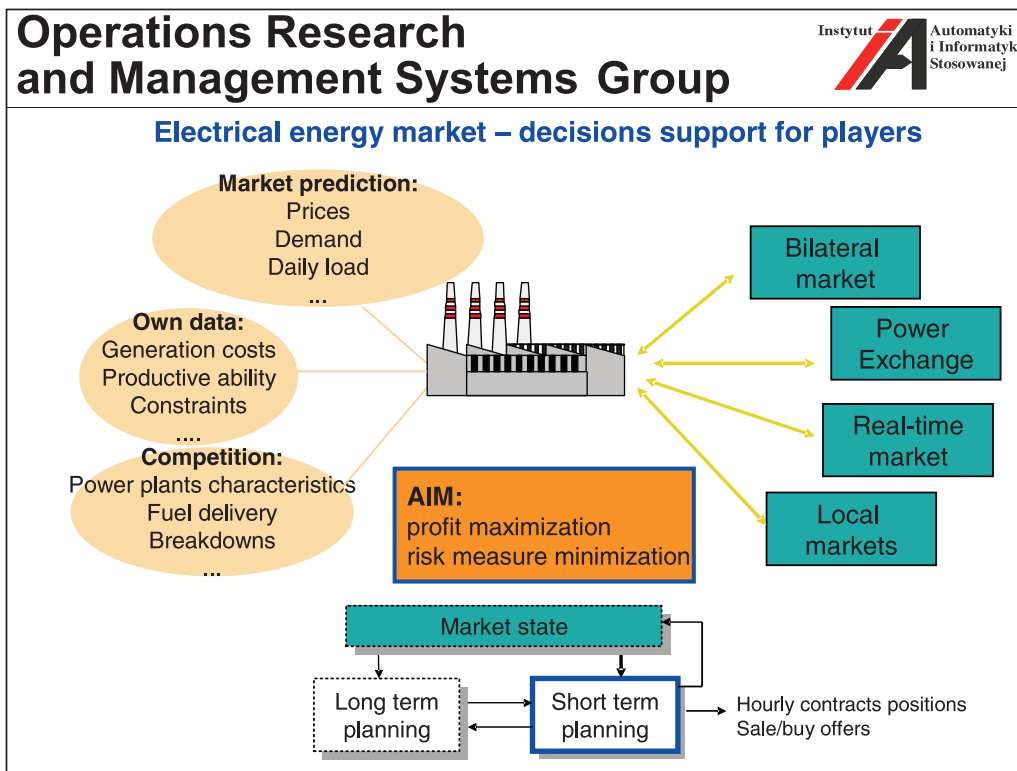 Operations Research
and Management Systems Group
Instytut
Automatyki
i Informatyk
Stosowanej
Electrical energy market – decisions support for players
Market prediction:
Prices
Demand
Daily load
...
Own data:
Generation costs
Productive ability
Constraints
....
Competition:
Power plants characteristics
Fuel delivery
Breakdowns
...
Bilateral
market
Power
Exchange
Real-time
market
Local
markets
AIM:
profit maximization
risk measure minimization
Market state
Long term
planning
Short term
planning
Hourly contracts positions
Sale/buy offers